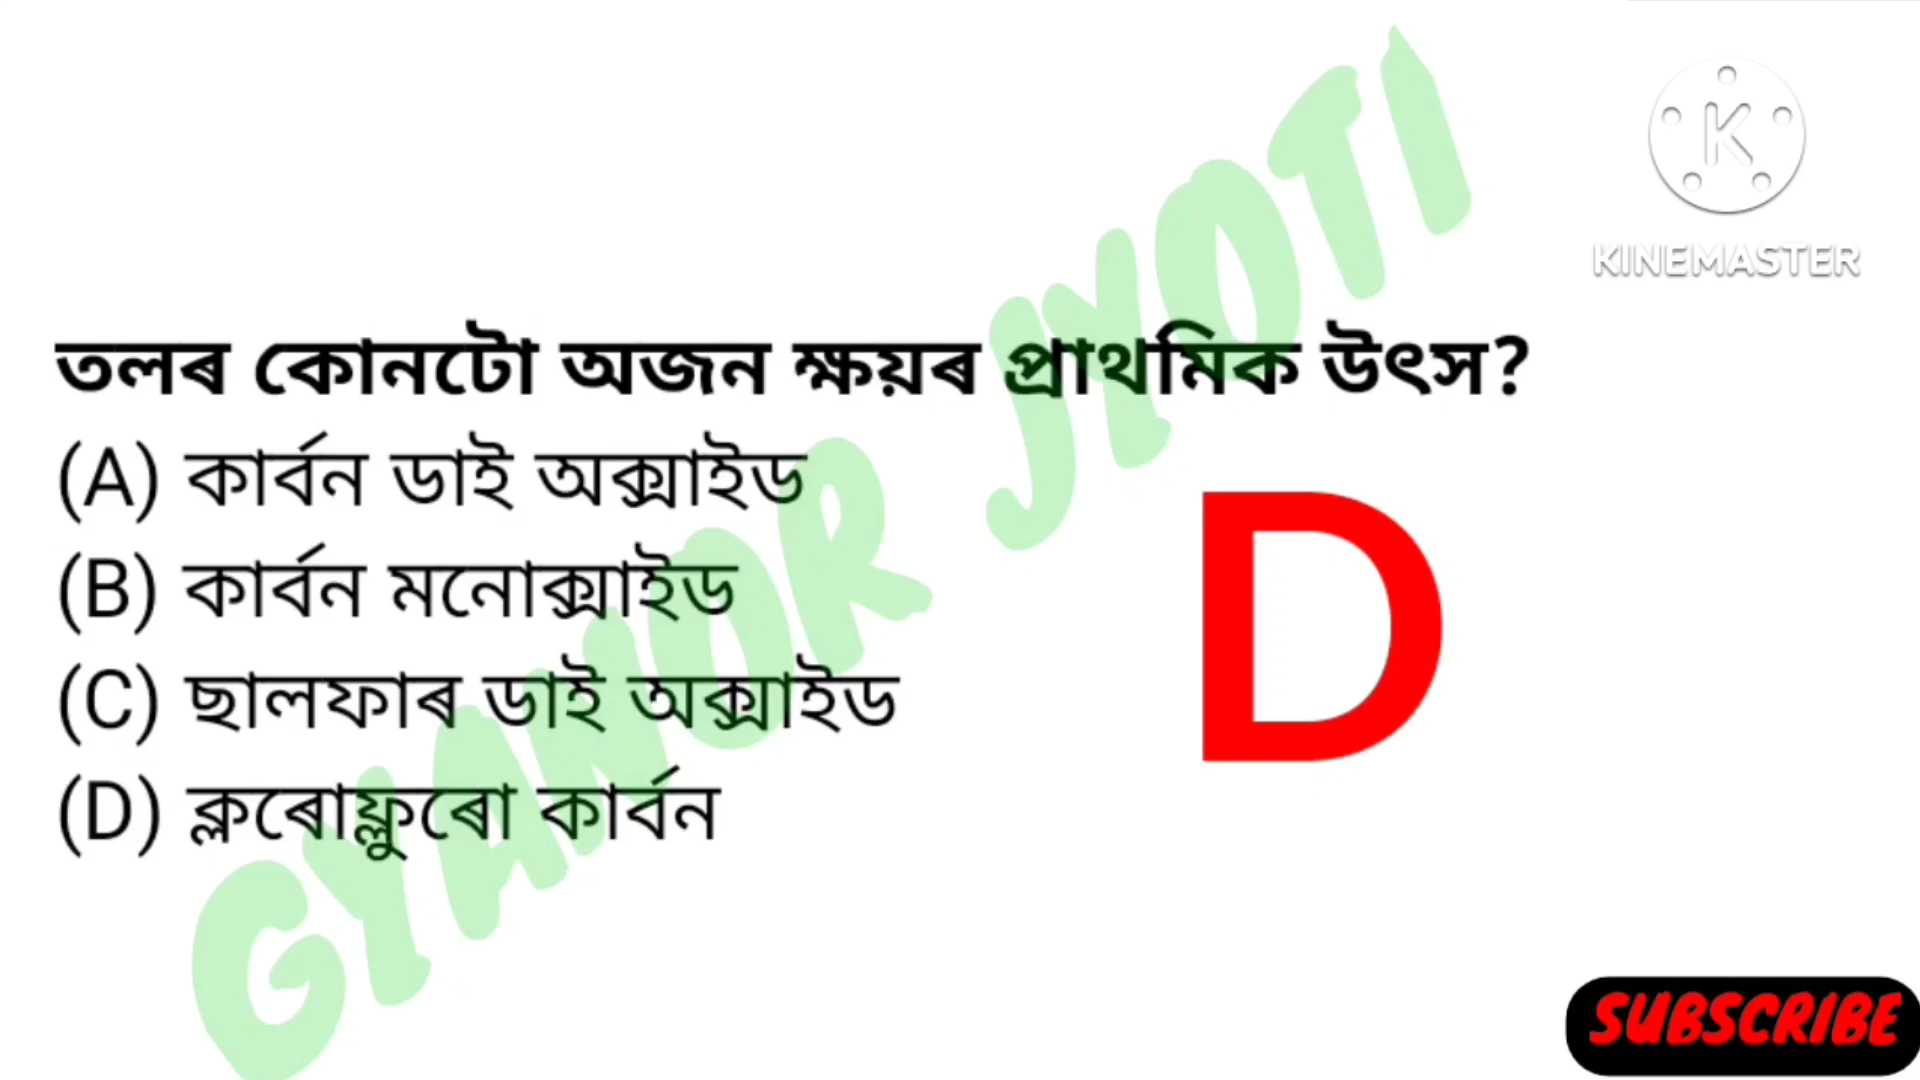 K
KINEMASTER
তলৰ কোনটো অজন ক্ষয়ৰ প্ৰাথমিক উৎস?
(A) কাৰ্বন ডাই অক্সাইড
(B) কাৰ্বন মনোক্সাইড
(C) ছালফাৰ ডাই অক্সাইড
(D) ক্লৰোফ্লুৰো কাৰ্বন
D
GYANOR JYOTI
SUBSCRIBE